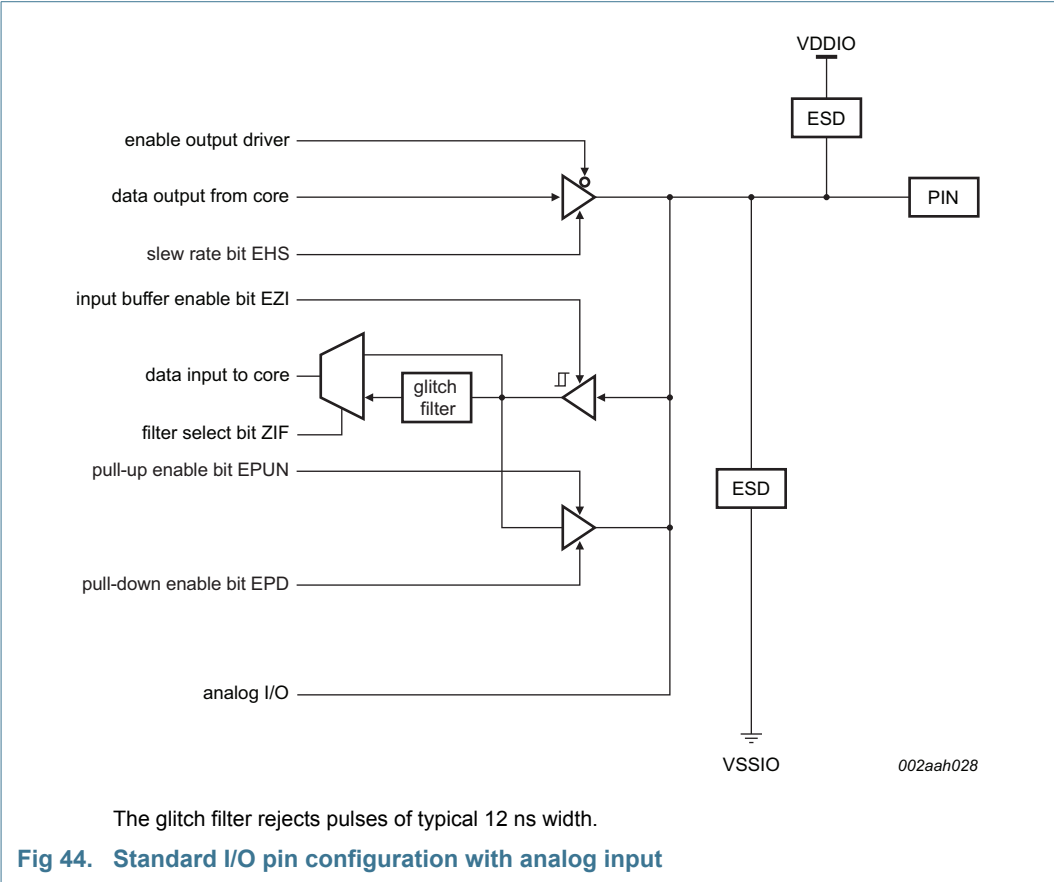 VDDIO
ESD
enable output driver
data output from core
PIN
slew rate bit EHS
input buffer enable bit EZI
data input to core
glitch
filter
filter select bit ZIF
pull-up enable bit EPUN
ESD
pull-down enable bit EPD
analog I/O
VSSIO
002aah028
The glitch filter rejects pulses of typical 12 ns width.
Fig 44. Standard I/O pin configuration with analog input